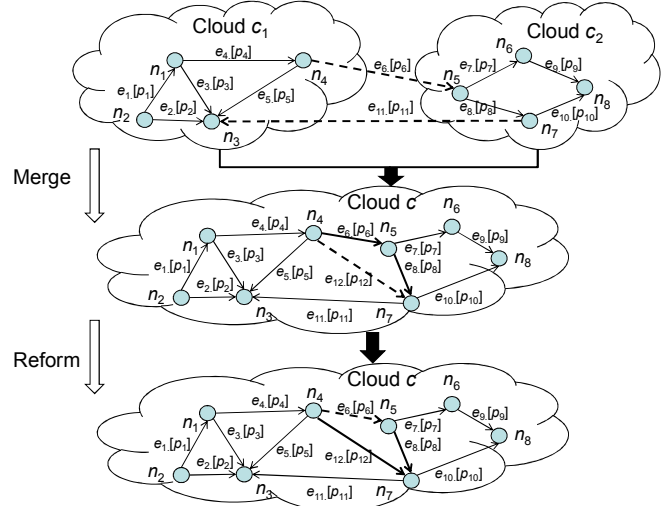 Cloud c1
Cloud c2
n1
n2
n3
n4
e1.[p1]
e2.[p2]
e3.[p3]
e4.[p4]
e5.[p5]
e6.[p6]
e11.[p11]
n5
n6
n7
n8
e7.[p7]
e8.[p8]
e9.[p9]
e10.[p10]
Merge
Cloud c
n1
n2
n3
n4
n5
n6
n7
n8
e1.[p1]
e2.[p2]
e3.[p3]
e4.[p4]
e5.[p5]
e6.[p6]
e7.[p7]
e8.[p8]
e9.[p9]
e10.[p10]
e11.[p11]
e12.[p12]
Reform
Cloud c
n1
n2
n3
n4
n5
n6
n7
n8
e1.[p1]
e2.[p2]
e3.[p3]
e4.[p4]
e5.[p5]
e6.[p6]
e7.[p7]
e8.[p8]
e9.[p9]
e10.[p10]
e11.[p11]
e12.[p12]